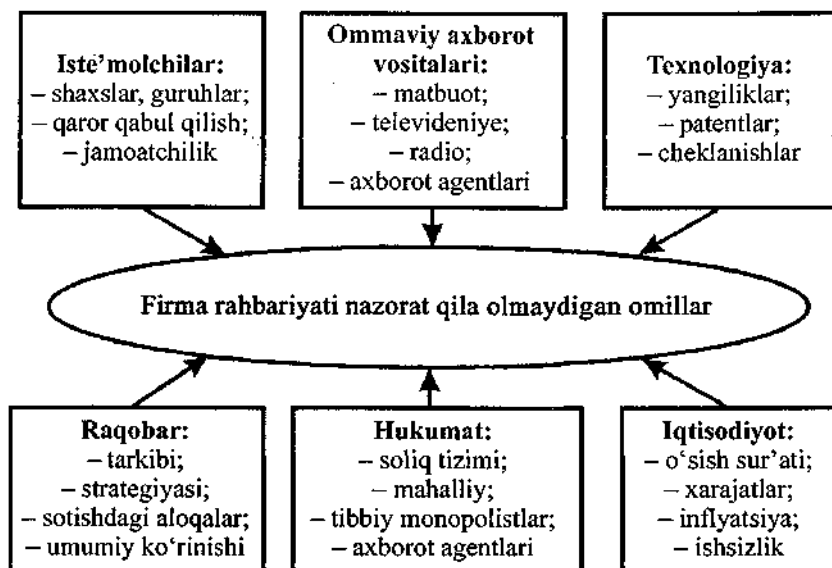 Iste’molchilar:
– shaxslar, guruhlar;
– qaror qabul qilish;
– jamoatchilik
Ommaviy axborot
vositalari:
– matbuot;
– televideniye;
– radio;
– axborot agentlari
Texnologiya:
– yangiliklar;
– patentlar;
– cheklanishlar
Firma rahbariyati nazorat qila olmaydigan omillar
Raqobar:
– tarkibi;
– strategiyasi;
– sotishdagi aloqalar;
– umumiy ko‘rinishi
Hukumat:
– soliq tizimi;
– mahalliy;
– tibbiy monopolistlar;
– axborot agentlari
Iqtisodiyot:
– o‘sish sur’ati;
– xarajatlar;
– inflyatsiya;
– ishsizlik